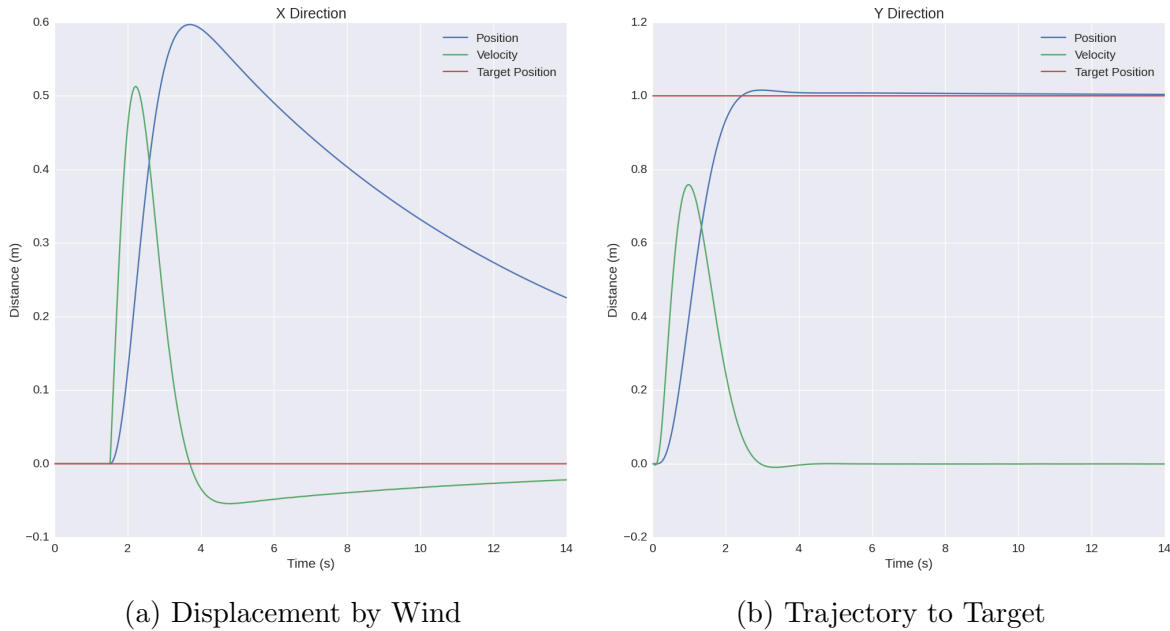 X Direction
Position
Velocity
Target Position
0.6
0.5
0.4
0.3
0.2
0.1
0.0
−0.1
Distance (m)
0 2 4 6 8 10 12 14
Time (s)
(a) Displacement by Wind
Y Direction
Position
Velocity
Target Position
1.2
1.0
0.8
0.6
0.4
0.2
0.0
−0.2
Distance (m)
0 2 4 6 8 10 12 14
Time (s)
(b) Trajectory to Target